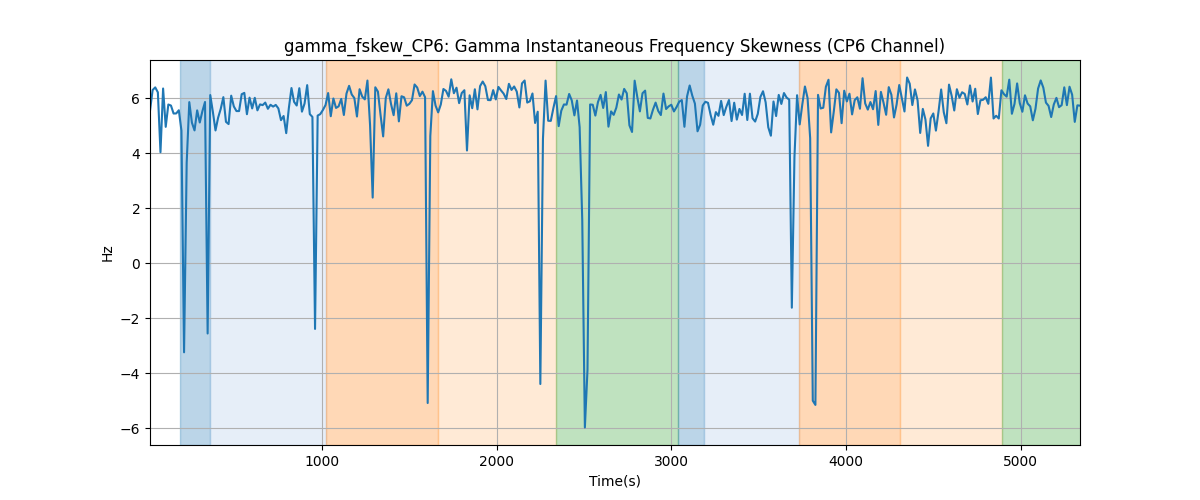 gamma_fskew_CP6: Gamma Instantaneous Frequency Skewness (CP6 Channel)
6
4
2
0
−2
−4
−6
Hz
1000 2000 3000 4000 5000
Time(s)